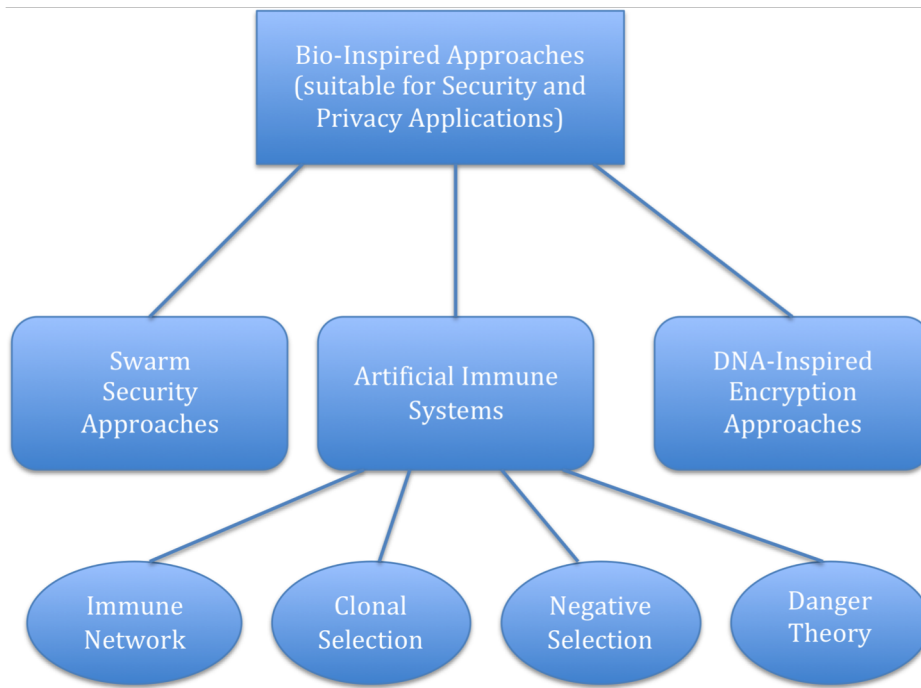 Bio-Inspired Approaches
(suitable for Security and
Privacy Applications)
Swarm
Security
Approaches
Artificial Immune
Systems
DNA-Inspired
Encryption
Approaches
Immune
Network
Clonal
Selection
Negative
Selection
Danger
Theory